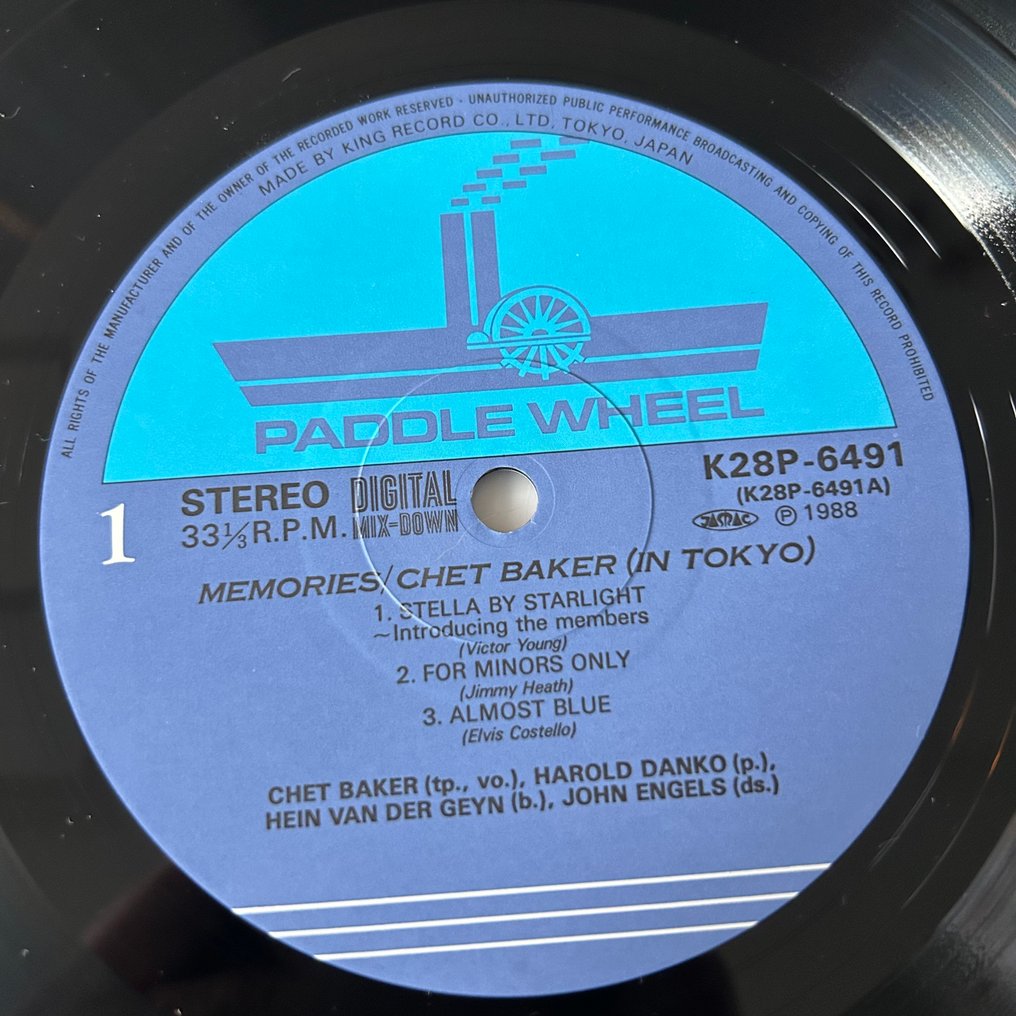 ALL RIGHTS OF THE MANUFACTURER AND OF THE OWNER OF THE RECORDED WORK RESERVED · UNAUTHORIZED PUBLIC PERFORMANCE BROADCASTING AND COPYING OF THIS RECORD PROHIBITED
MADE BY KING RECORD CO., LTD, TOKYO, JAPAN
PADDLE WHEEL
1
STEREO
33 1/3 R.P.M.
DIGITAL
MIX-DOWN
K28P-6491
(K28P-6491A)
JASRAC Ⓟ 1988
MEMORIES/CHET BAKER (IN TOKYO)
1. STELLA BY STARLIGHT
~Introducing the members
(Victor Young)
2. FOR MINORS ONLY
(Jimmy Heath)
3. ALMOST BLUE
(Elvis Costello)
CHET BAKER (tp., vo.), HAROLD DANKO (p.),
HEIN VAN DER GEYN (b.), JOHN ENGELS (ds.)